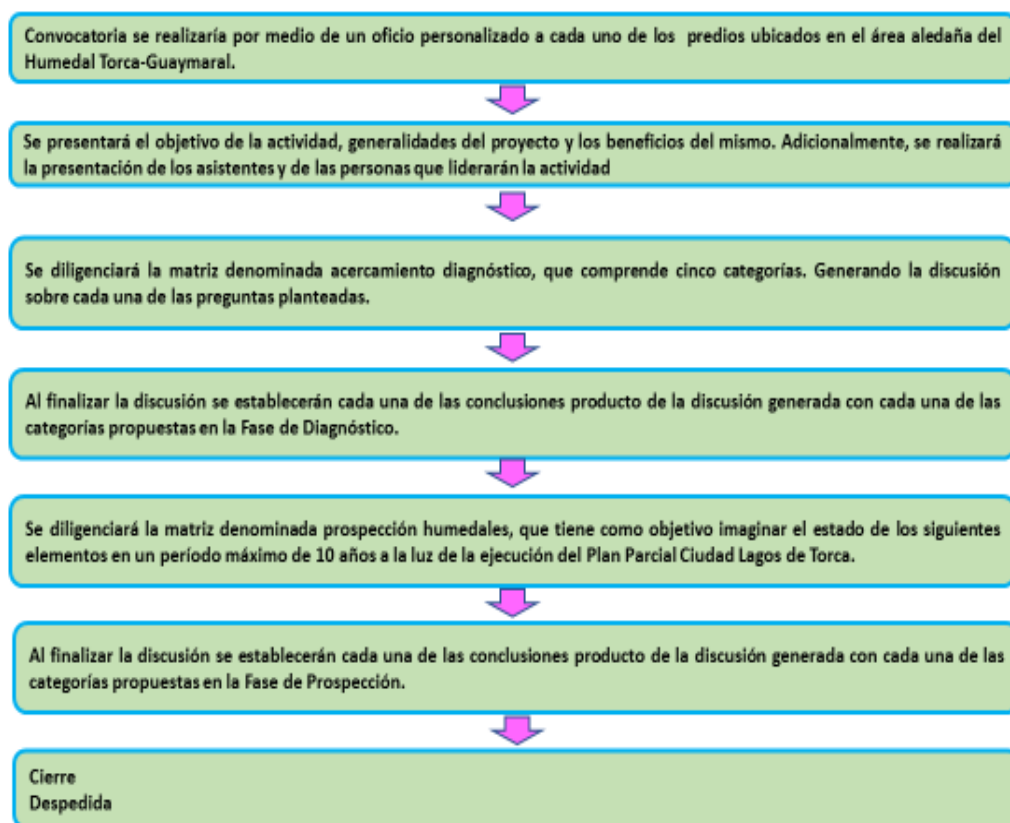 Convocatoria se realizaría por medio de un oficio personalizado a cada uno de los predios ubicados en el área aledaña del
Humedal Torca-Guaymaral.
Se presentará el objetivo de la actividad, generalidades del proyecto y los beneficios del mismo. Adicionalmente, se realizará
la presentación de los asistentes y de las personas que liderarán la actividad
Se diligenciará la matriz denominada acercamiento diagnóstico, que comprende cinco categorías. Generando la discusión
sobre cada una de las preguntas planteadas.
Al finalizar la discusión se establecerán cada una de las conclusiones producto de la discusión generada con cada una de las
categorías propuestas en la Fase de Diagnóstico.
Se diligenciará la matriz denominada prospección humedales, que tiene como objetivo imaginar el estado de los siguientes
elementos en un período máximo de 10 años a la luz de la ejecución del Plan Parcial Ciudad Lagos de Torca.
Al finalizar la discusión se establecerán cada una de las conclusiones producto de la discusión generada con cada una de las
categorías propuestas en la Fase de Prospección.
Cierre
Despedida